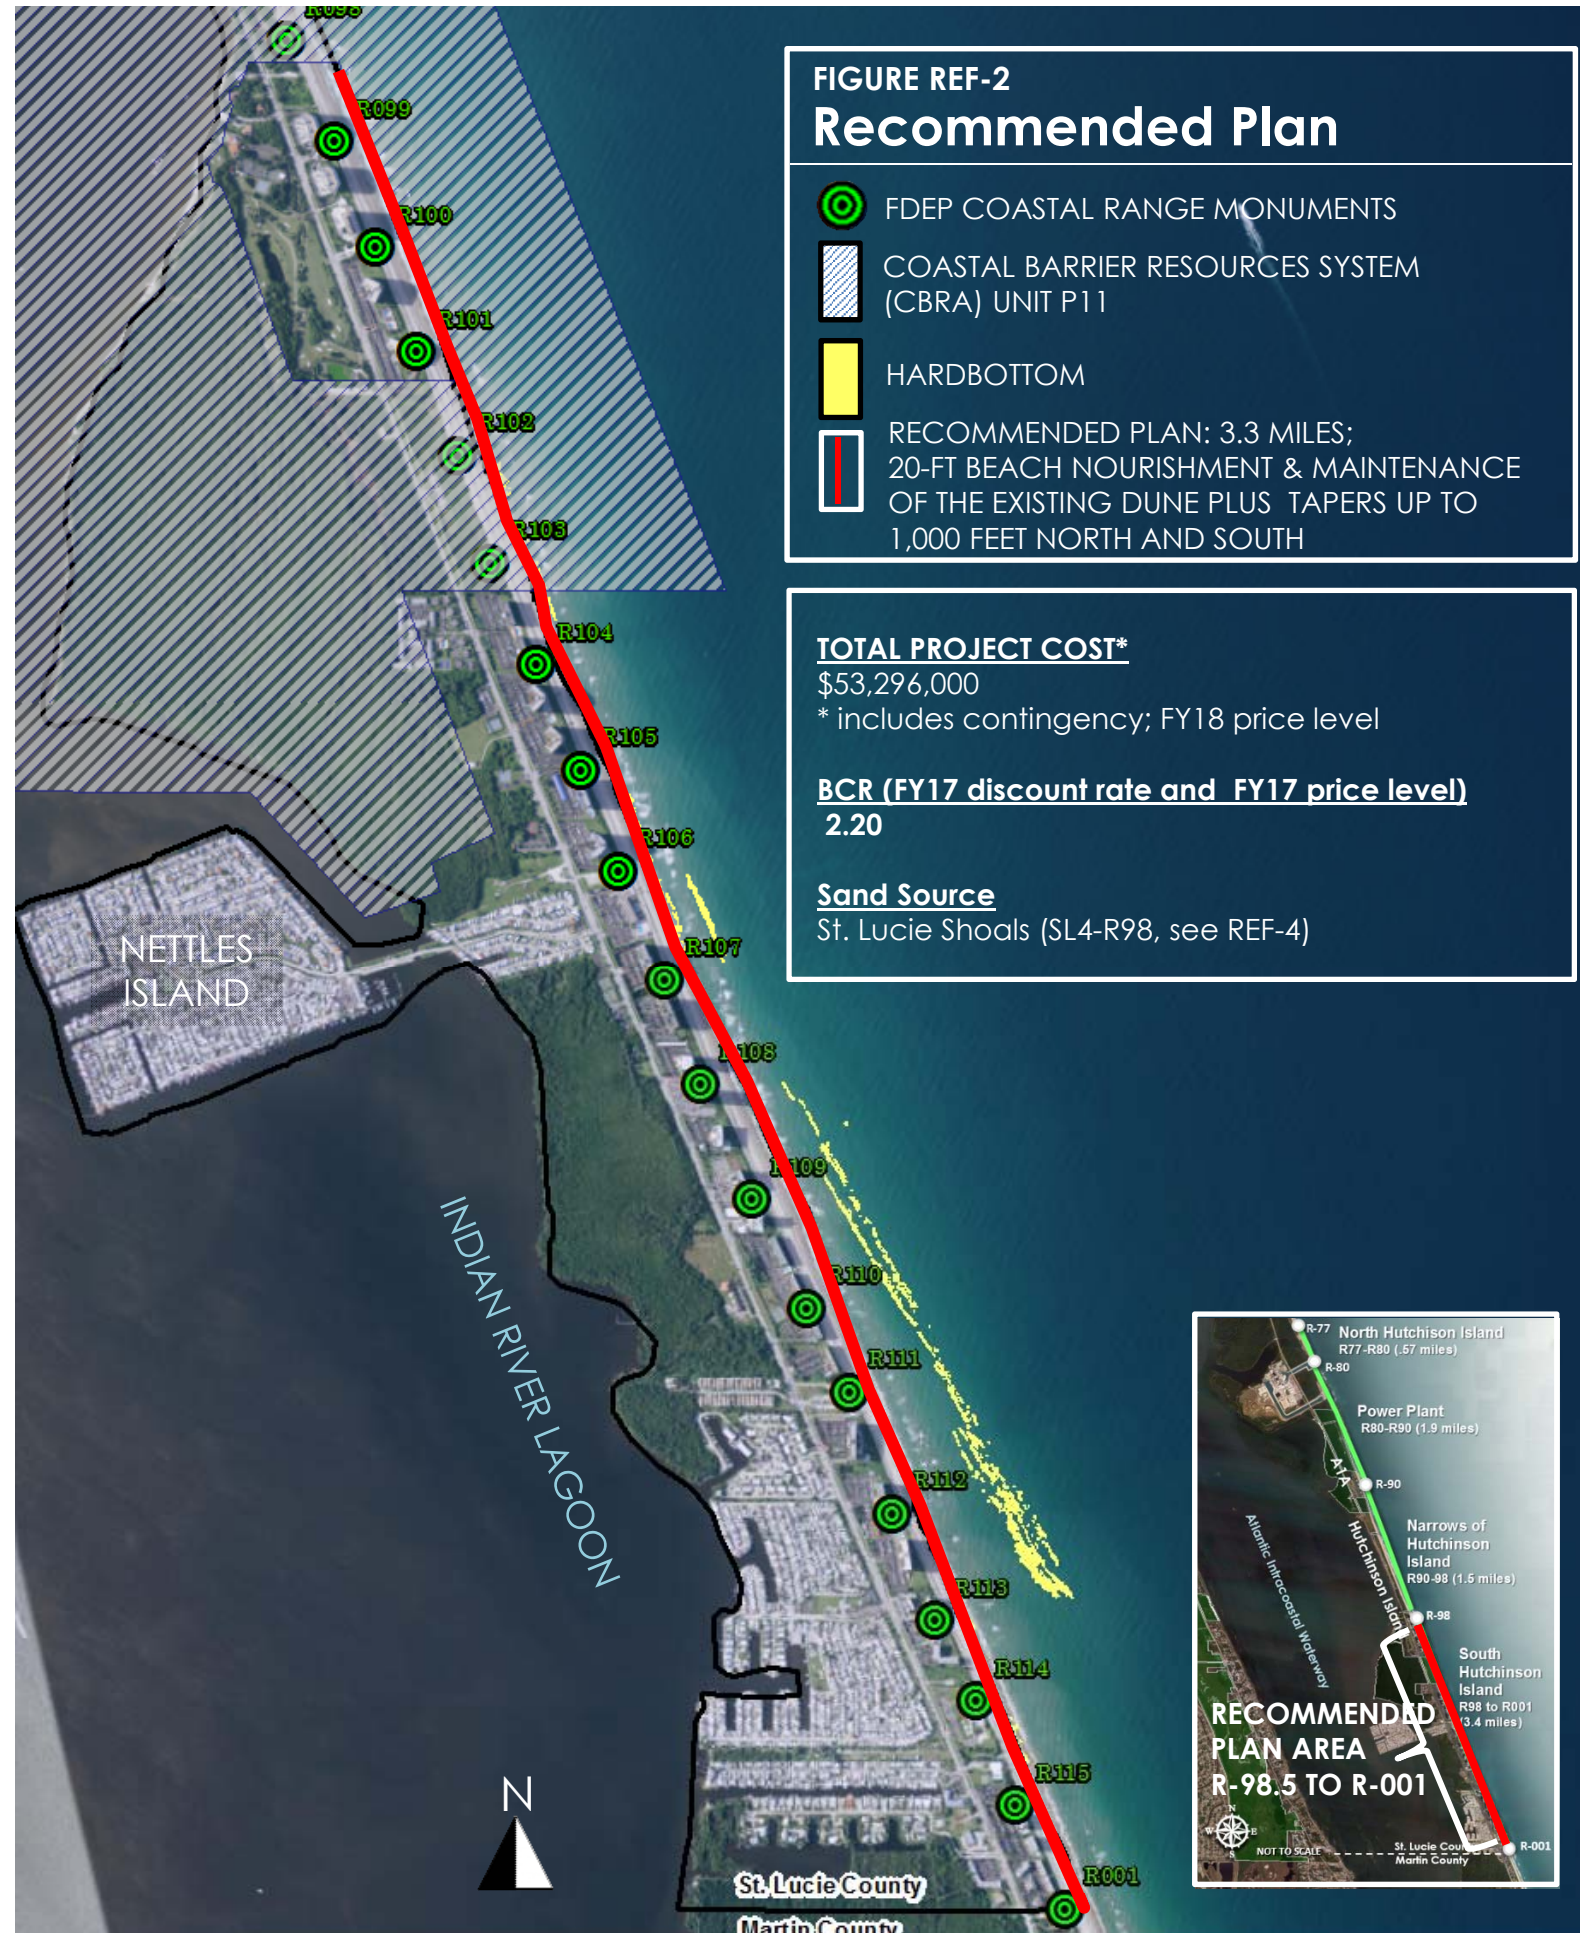 FIGURE REF-2
Recommended Plan
FDEP COASTAL RANGE MONUMENTS
COASTAL BARRIER RESOURCES SYSTEM
(CBRA) UNIT P11
HARDBOTTOM
RECOMMENDED PLAN: 3.3 MILES;
20-FT BEACH NOURISHMENT & MAINTENANCE
OF THE EXISTING DUNE PLUS TAPERS UP TO
1,000 FEET NORTH AND SOUTH
TOTAL PROJECT COST*
$53,296,000
* includes contingency; FY18 price level
BCR (FY17 discount rate and FY17 price level)
2.20
Sand Source
St. Lucie Shoals (SL4-R98, see REF-4)
R098
R099
R100
R101
R102
R103
R104
R105
R106
R107
R108
R109
R110
R111
R112
R113
R114
R115
R001
NETTLES
ISLAND
INDIAN RIVER LAGOON
N
St. Lucie County
Martin County
R-77
North Hutchison Island
R77-R80 (.57 miles)
R-80
Power Plant
R80-R90 (1.9 miles)
A1A
R-90
Narrows of
Hutchinson
Island
R90-98 (1.5 miles)
Hutchinson Island
Atlantic Intracoastal Waterway
R-98
South
Hutchinson
Island
R98 to R001
(3.4 miles)
RECOMMENDED
PLAN AREA
R-98.5 TO R-001
N
W E
S
NOT TO SCALE
St. Lucie County
Martin County
R-001